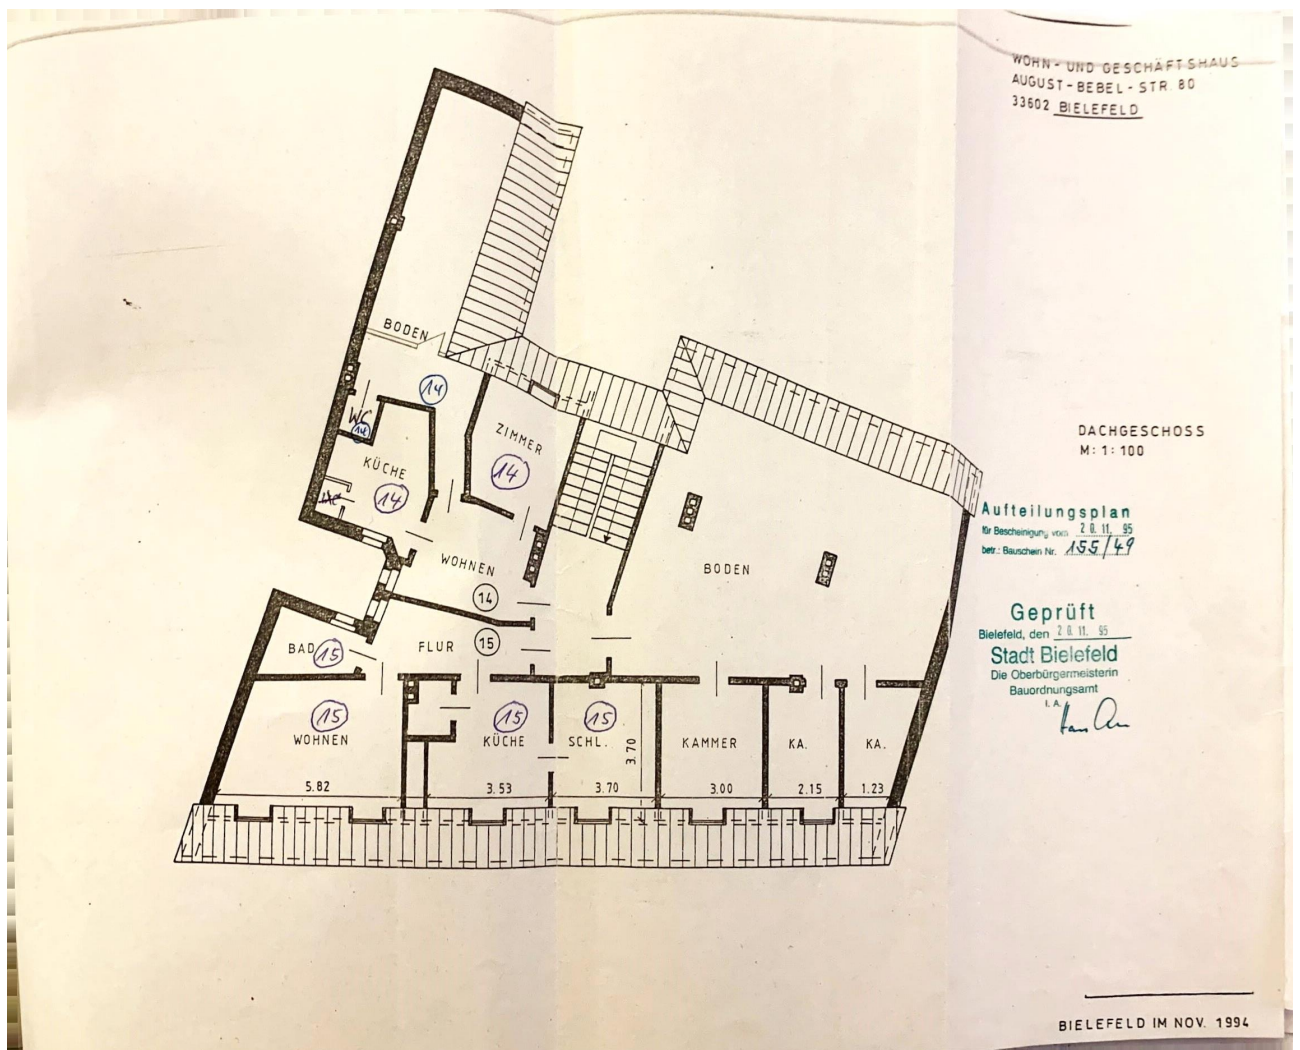 WOHN- UND GESCHÄFTSHAUS
AUGUST-BEBEL-STR. 80
33602 BIELEFELD
BODEN
14
WC
14
ZIMMER
14
KÜCHE
14
WOHNEN
14
BODEN
DACHGESCHOSS
M: 1: 100
Aufteilungsplan
für Bescheinigung vom 20. 11. 95
betr.: Bauschein Nr. 155/49
Geprüft
Bielefeld, den 20. 11. 95
Stadt Bielefeld
Die Oberbürgermeisterin
Bauordnungsamt
I. A.
BAD 15
FLUR
15
15
WOHNEN
15
KÜCHE
15
SCHL.
3.70
KAMMER
KA.
KA.
5.82
3.53
3.70
3.00
2.15
1.23
BIELEFELD IM NOV. 1994